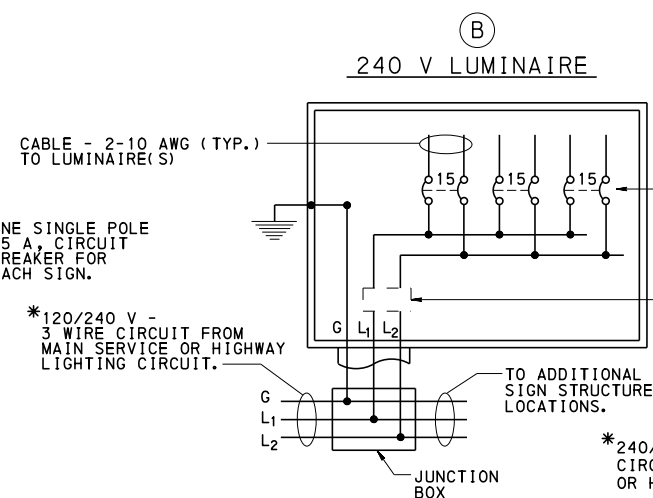 B
240 V LUMINAIRE
CABLE - 2-10 AWG (TYP.)
TO LUMINAIRE(S)
15
15
15
NE SINGLE POLE
5 A, CIRCUIT
REAKER FOR
ACH SIGN.
*120/240 V -
3 WIRE CIRCUIT FROM
MAIN SERVICE OR HIGHWAY
LIGHTING CIRCUIT.
G L1 L2
G
L1
L2
TO ADDITIONAL
SIGN STRUCTURE
LOCATIONS.
JUNCTION
BOX
*240/
CIRC
OR H